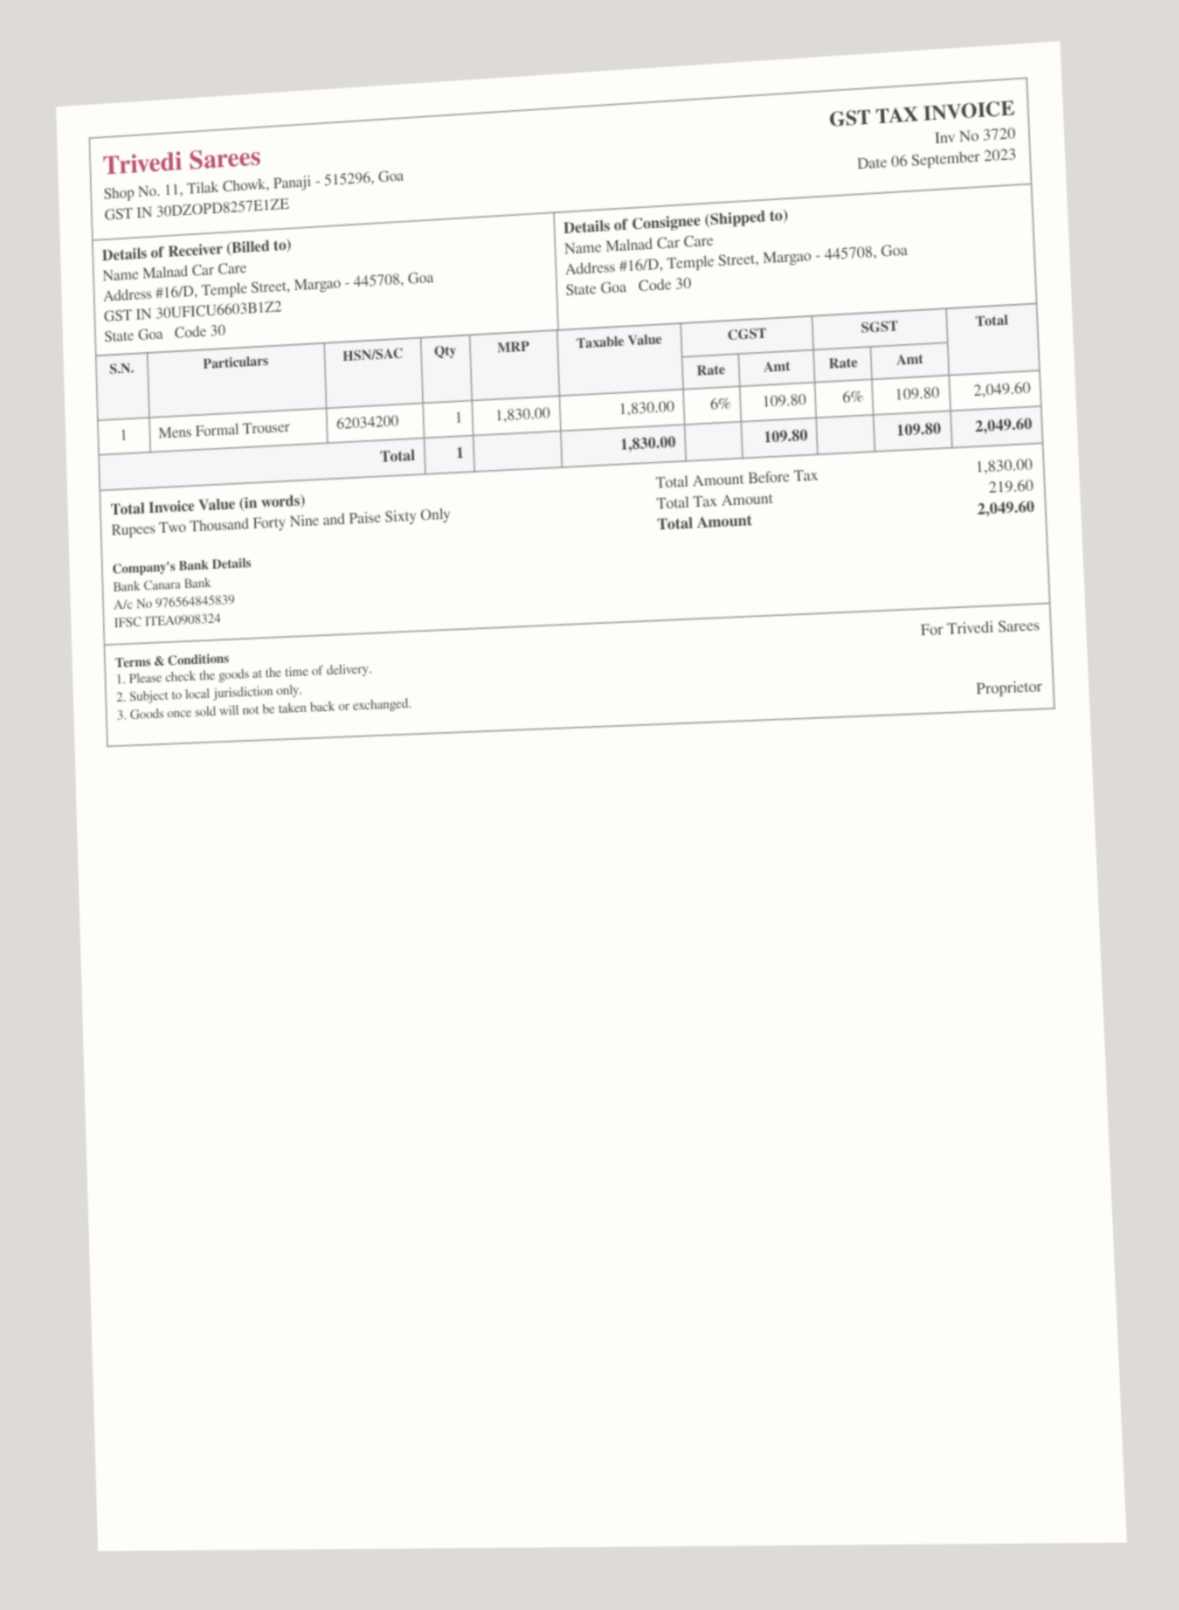 Trivedi Sarees
Shop No. 11, Tilak Chowk, Panaji - 515296, Goa
GST IN 30DZOPD8257E1ZE
GST TAX INVOICE
Inv No 3720
Date 06 September 2023
Details of Receiver (Billed to)
Name Malnad Car Care
Address #16/D, Temple Street, Margao - 445708, Goa
GST IN 30UFICU6603B1Z2
State Goa Code 30
Details of Consignee (Shipped to)
Name Malnad Car Care
Address #16/D, Temple Street, Margao - 445708, Goa
State Goa Code 30
S.N. Particulars HSN/SAC Qty MRP Taxable Value CGST SGST Total
Rate Amt Rate Amt
1 Mens Formal Trouser 62034200 1 1,830.00 1,830.00 6% 109.80 6% 109.80 2,049.60
Total 1 1,830.00 109.80 109.80 2,049.60
Total Invoice Value (in words)
Rupees Two Thousand Forty Nine and Paise Sixty Only
Total Amount Before Tax 1,830.00
Total Tax Amount 219.60
Total Amount 2,049.60
Company's Bank Details
Bank Canara Bank
A/c No 976564845839
IFSC ITEA0908324
Terms & Conditions
1. Please check the goods at the time of delivery.
2. Subject to local jurisdiction only.
3. Goods once sold will not be taken back or exchanged.
For Trivedi Sarees
Proprietor